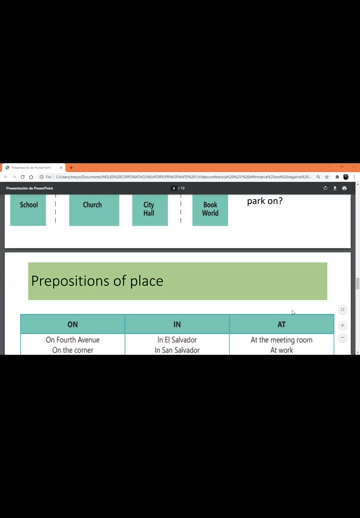 Presentación de PowerPoint
Presentación de PowerPoint
4 / 18
park on?
School
Church
City
Hall
Book
World
Prepositions of place
ON
IN
AT
On Fourth Avenue
In El Salvador
At the meeting room
On the corner
In San Salvador
At work